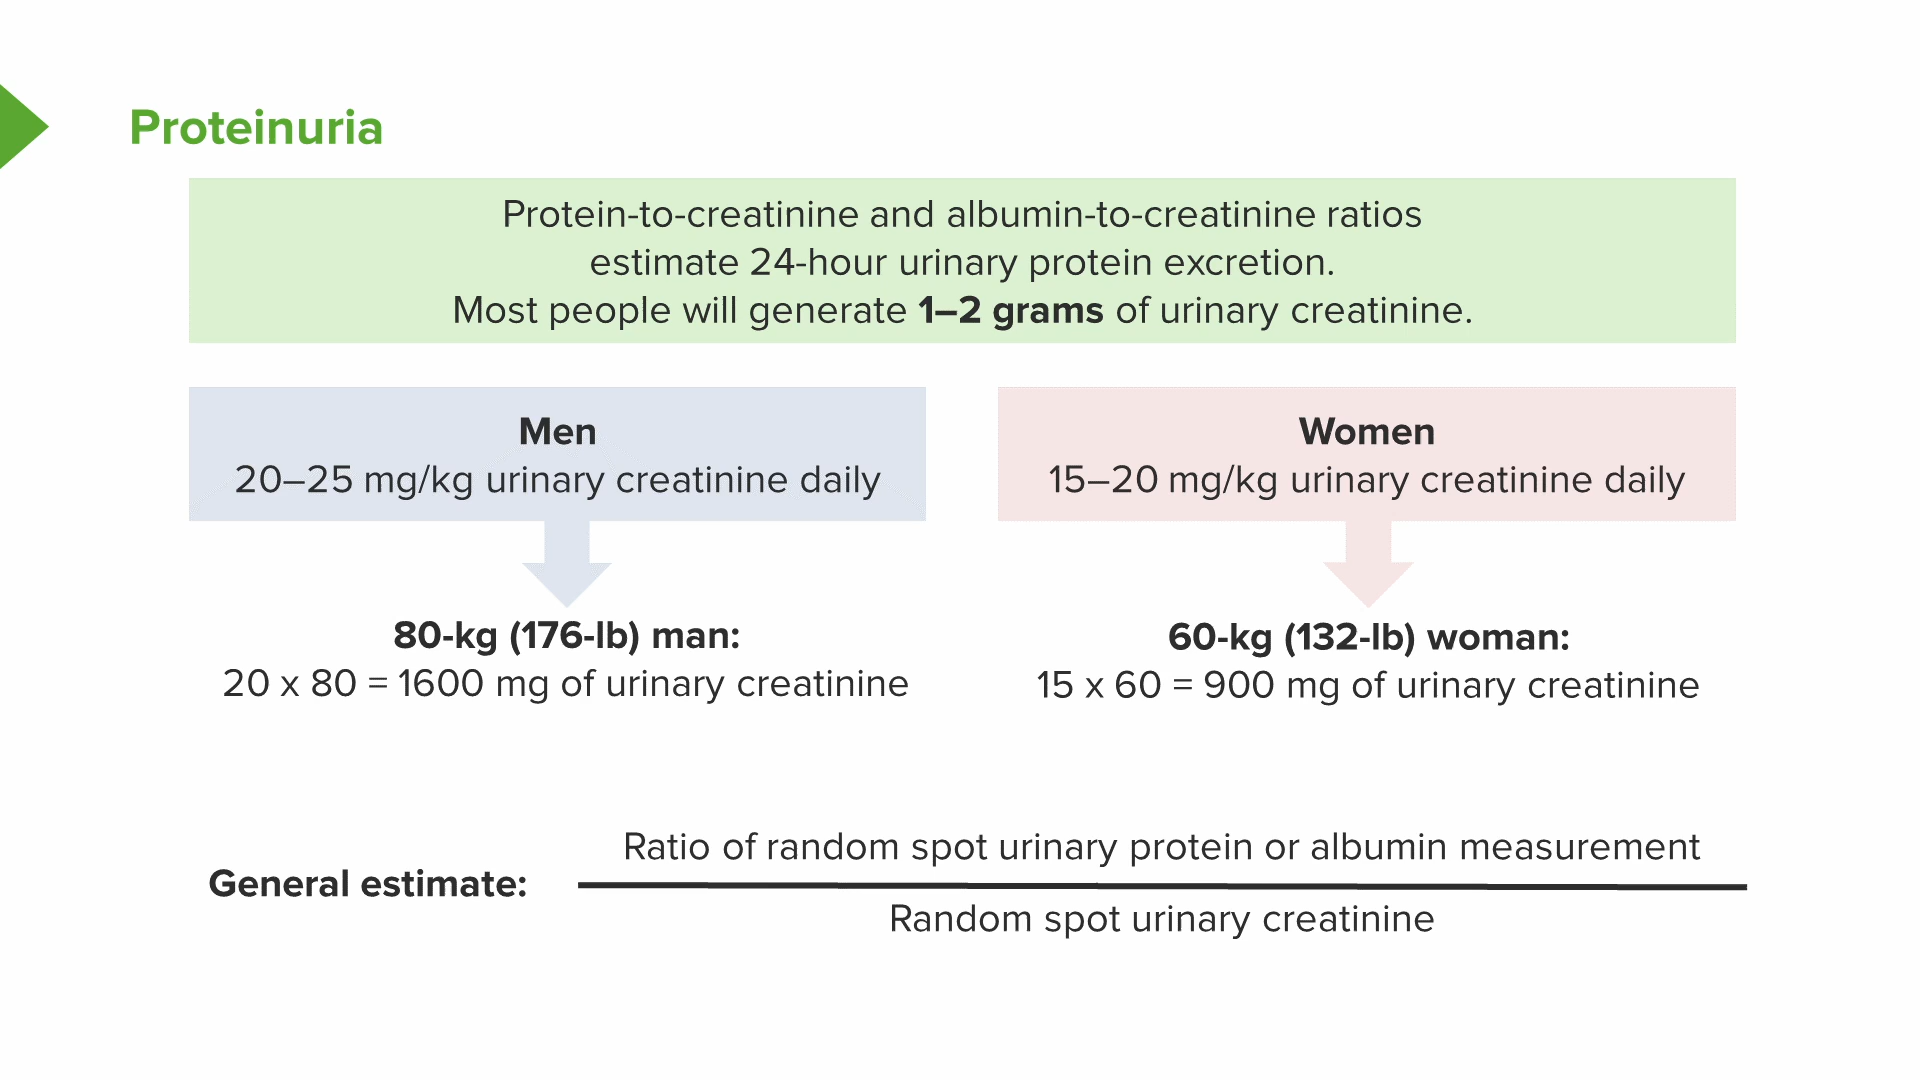 Proteinuria
Protein-to-creatinine and albumin-to-creatinine ratios
estimate 24-hour urinary protein excretion.
Most people will generate 1–2 grams of urinary creatinine.
Men
20–25 mg/kg urinary creatinine daily
Women
15–20 mg/kg urinary creatinine daily
80-kg (176-lb) man:
20 x 80 = 1600 mg of urinary creatinine
60-kg (132-lb) woman:
15 x 60 = 900 mg of urinary creatinine
General estimate:
Ratio of random spot urinary protein or albumin measurement
Random spot urinary creatinine